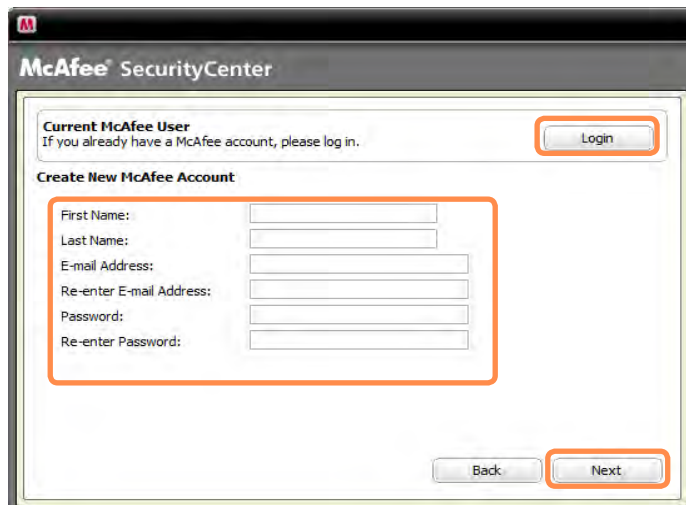 McAfee® SecurityCenter
Current McAfee User
If you already have a McAfee account, please log in.
Login
Create New McAfee Account
First Name:
Last Name:
E-mail Address:
Re-enter E-mail Address:
Password:
Re-enter Password:
Back
Next